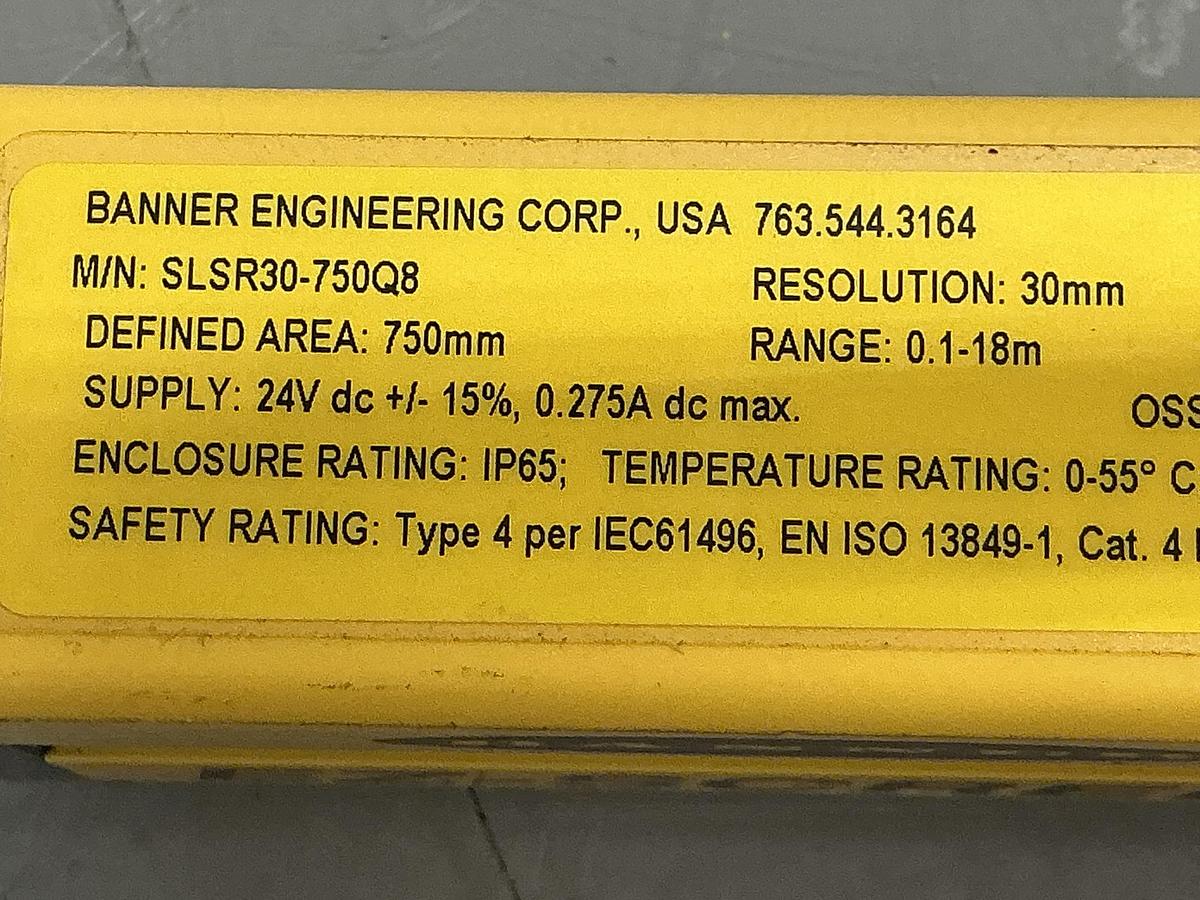 BANNER ENGINEERING CORP., USA 763.544.3164
M/N: SLSR30-750Q8 RESOLUTION: 30mm
DEFINED AREA: 750mm RANGE: 0.1-18m
SUPPLY: 24V dc +/- 15%, 0.275A dc max. OSS
ENCLOSURE RATING: IP65; TEMPERATURE RATING: 0-55° C
SAFETY RATING: Type 4 per IEC61496, EN ISO 13849-1, Cat. 4